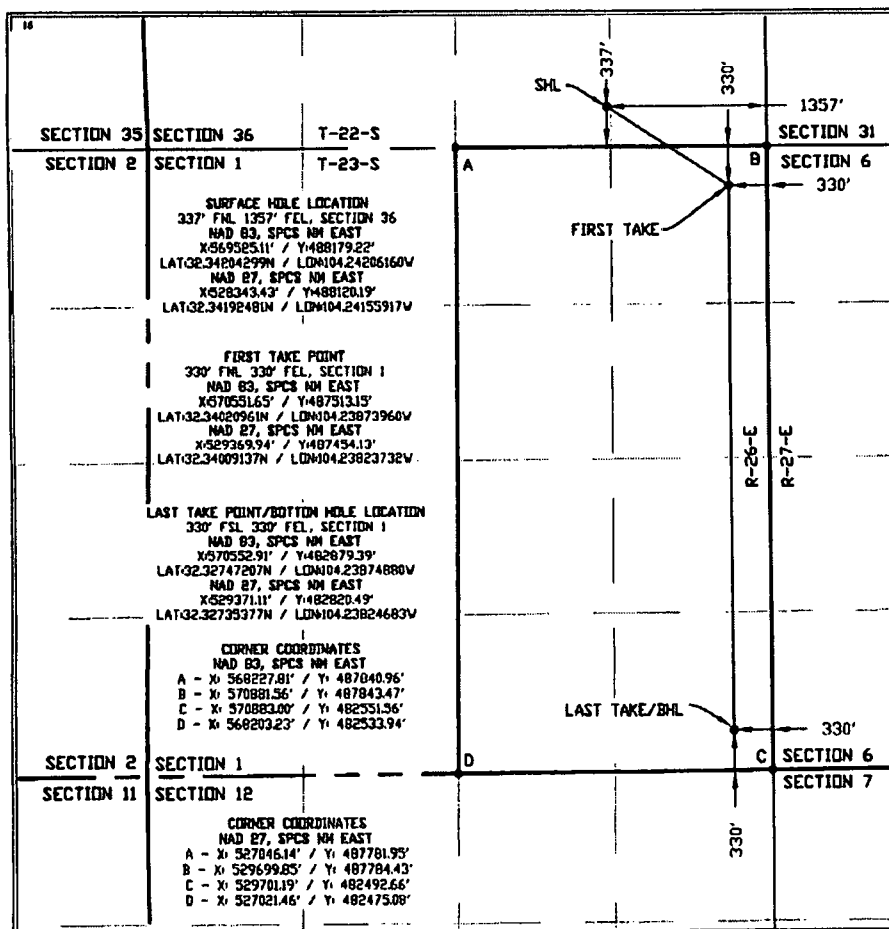 16
337'
330'
SHL
1357'
SECTION 35
SECTION 36
T-22-S
SECTION 31
SECTION 2
SECTION 1
T-23-S
A
B
SECTION 6
330'
FIRST TAKE
SURFACE HOLE LOCATION
337' FNL 1357' FEL, SECTION 36
NAD 83, SPCS NM EAST
X:569525.11' / Y:488179.22'
LAT:32.34204299N / LON:104.24206160W
NAD 27, SPCS NM EAST
X:528343.43' / Y:488120.19'
LAT:32.34192481N / LON:104.24155917W
FIRST TAKE POINT
330' FNL 330' FEL, SECTION 1
NAD 83, SPCS NM EAST
X:570551.65' / Y:487513.15'
LAT:32.34020961N / LON:104.23873960W
NAD 27, SPCS NM EAST
X:529369.94' / Y:487454.13'
LAT:32.34009137N / LON:104.23823732W
R-26-E
R-27-E
LAST TAKE POINT/BOTTOM HOLE LOCATION
330' FSL 330' FEL, SECTION 1
NAD 83, SPCS NM EAST
X:570552.91' / Y:482879.39'
LAT:32.32747207N / LON:104.23874880W
NAD 27, SPCS NM EAST
X:529371.11' / Y:482820.49'
LAT:32.32735377N / LON:104.23824683W
CORNER COORDINATES
NAD 83, SPCS NM EAST
A - X: 568227.81' / Y: 487840.96'
B - X: 570881.56' / Y: 487843.47'
C - X: 570883.00' / Y: 482551.56'
D - X: 568203.23' / Y: 482533.94'
LAST TAKE/BHL
330'
SECTION 2
SECTION 1
D
C
SECTION 6
SECTION 11
SECTION 12
SECTION 7
330'
CORNER COORDINATES
NAD 27, SPCS NM EAST
A - X: 527046.14' / Y: 487781.95'
B - X: 529699.85' / Y: 487784.43'
C - X: 529701.19' / Y: 482492.66'
D - X: 527021.46' / Y: 482475.08'